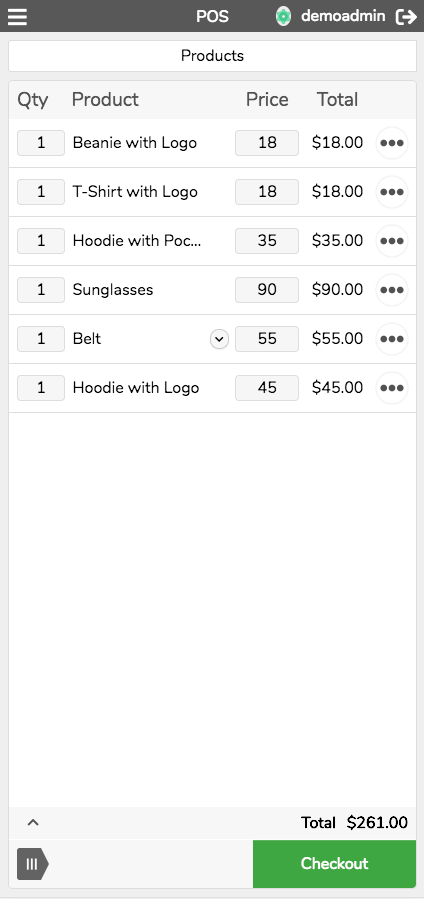 POS demoadmin
Products
Qty Product Price Total
1 Beanie with Logo 18 $18.00
1 T-Shirt with Logo 18 $18.00
1 Hoodie with Poc... 35 $35.00
1 Sunglasses 90 $90.00
1 Belt 55 $55.00
1 Hoodie with Logo 45 $45.00
Total $261.00
Checkout